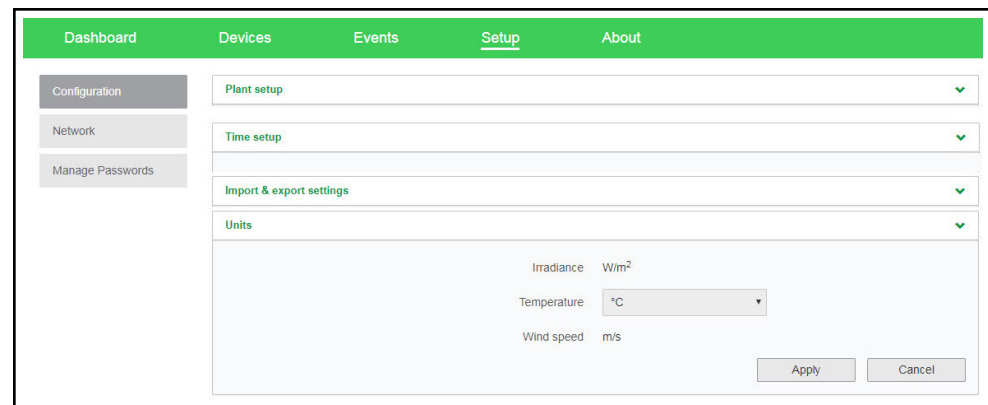 Dashboard Devices Events Setup About
Configuration
Network
Manage Passwords
Plant setup
Time setup
Import & export settings
Units
Irradiance W/m²
Temperature °C
Wind speed m/s
Apply Cancel